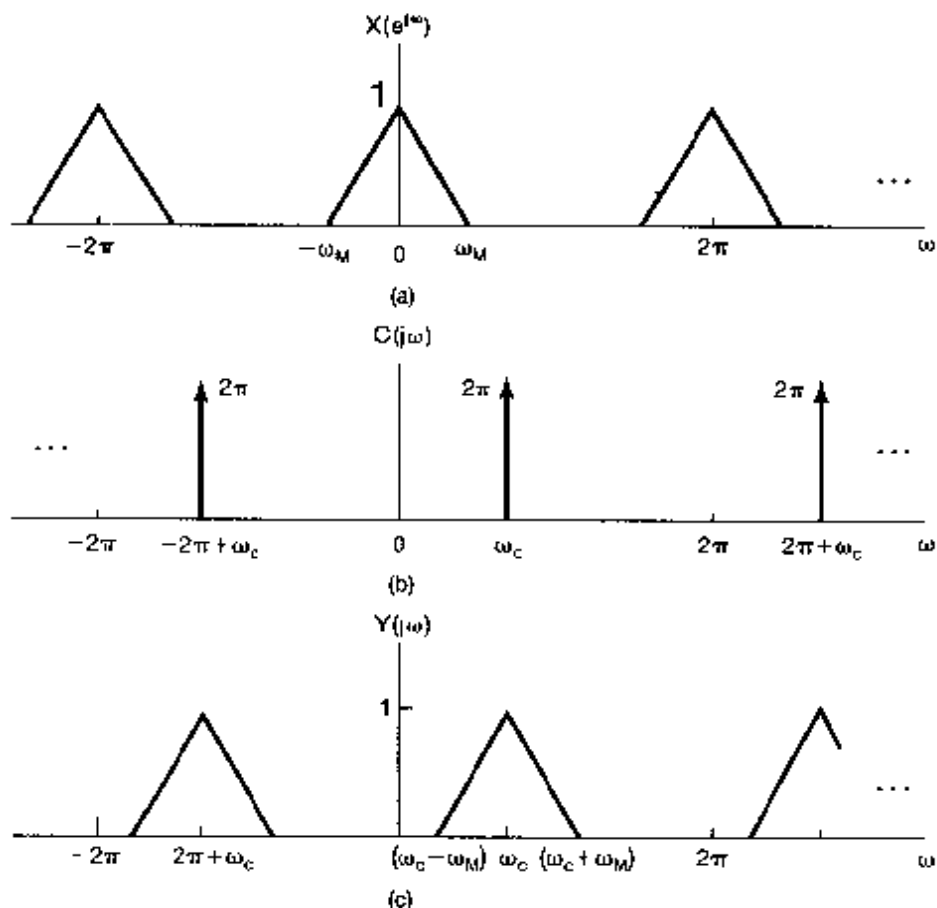 X(e^{jω})
1
. . .
−2π −ω_M 0 ω_M 2π ω
(a)
C(jω)
2π 2π 2π
. . . . . .
−2π −2π + ω_c 0 ω_c 2π 2π + ω_c ω
(b)
Y(jω)
1
. . .
−2π 2π + ω_c (ω_c − ω_M) ω_c (ω_c + ω_M) 2π ω
(c)